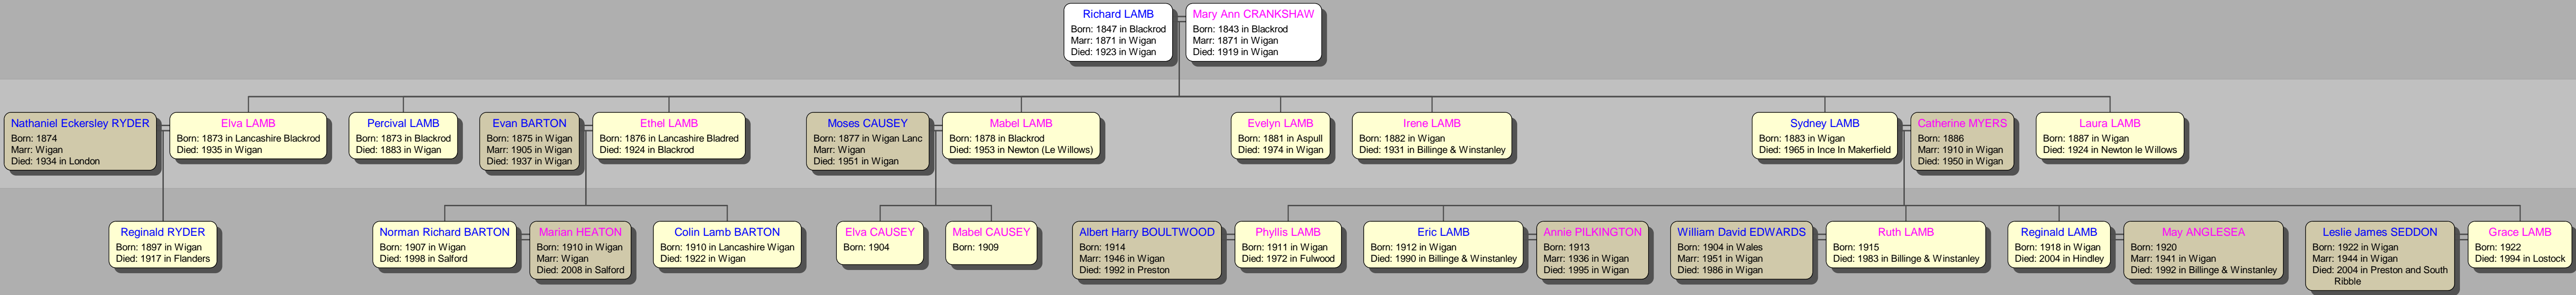 Richard LAMB
Born: 1847 in Blackrod
Marr: 1871 in Wigan
Died: 1923 in Wigan
Mary Ann CRANKSHAW
Born: 1843 in Blackrod
Marr: 1871 in Wigan
Died: 1919 in Wigan
Nathaniel Eckersley RYDER
Born: 1874
Marr: Wigan
Died: 1934 in London
Elva LAMB
Born: 1873 in Lancashire Blackrod
Died: 1935 in Wigan
Percival LAMB
Born: 1873 in Blackrod
Died: 1883 in Wigan
Evan BARTON
Born: 1875 in Wigan
Marr: 1905 in Wigan
Died: 1937 in Wigan
Ethel LAMB
Born: 1876 in Lancashire Bladred
Died: 1924 in Blackrod
Moses CAUSEY
Born: 1877 in Wigan Lanc
Marr: Wigan
Died: 1951 in Wigan
Mabel LAMB
Born: 1878 in Blackrod
Died: 1953 in Newton (Le Willows)
Evelyn LAMB
Born: 1881 in Aspull
Died: 1974 in Wigan
Irene LAMB
Born: 1882 in Wigan
Died: 1931 in Billinge & Winstanley
Sydney LAMB
Born: 1883 in Wigan
Died: 1965 in Ince In Makerfield
Catherine MYERS
Born: 1886
Marr: 1910 in Wigan
Died: 1950 in Wigan
Laura LAMB
Born: 1887 in Wigan
Died: 1924 in Newton le Willows
Reginald RYDER
Born: 1897 in Wigan
Died: 1917 in Flanders
Norman Richard BARTON
Born: 1907 in Wigan
Died: 1998 in Salford
Marian HEATON
Born: 1910 in Wigan
Marr: Wigan
Died: 2008 in Salford
Colin Lamb BARTON
Born: 1910 in Lancashire Wigan
Died: 1922 in Wigan
Elva CAUSEY
Born: 1904
Mabel CAUSEY
Born: 1909
Albert Harry BOULTWOOD
Born: 1914
Marr: 1946 in Wigan
Died: 1992 in Preston
Phyllis LAMB
Born: 1911 in Wigan
Died: 1972 in Fulwood
Eric LAMB
Born: 1912 in Wigan
Died: 1990 in Billinge & Winstanley
Annie PILKINGTON
Born: 1913
Marr: 1936 in Wigan
Died: 1995 in Wigan
William David EDWARDS
Born: 1904 in Wales
Marr: 1951 in Wigan
Died: 1986 in Wigan
Ruth LAMB
Born: 1915
Died: 1983 in Billinge & Winstanley
Reginald LAMB
Born: 1918 in Wigan
Died: 2004 in Hindley
May ANGLESEA
Born: 1920
Marr: 1941 in Wigan
Died: 1992 in Billinge & Winstanley
Leslie James SEDDON
Born: 1922 in Wigan
Marr: 1944 in Wigan
Died: 2004 in Preston and South
Ribble
Grace LAMB
Born: 1922
Died: 1994 in Lostock